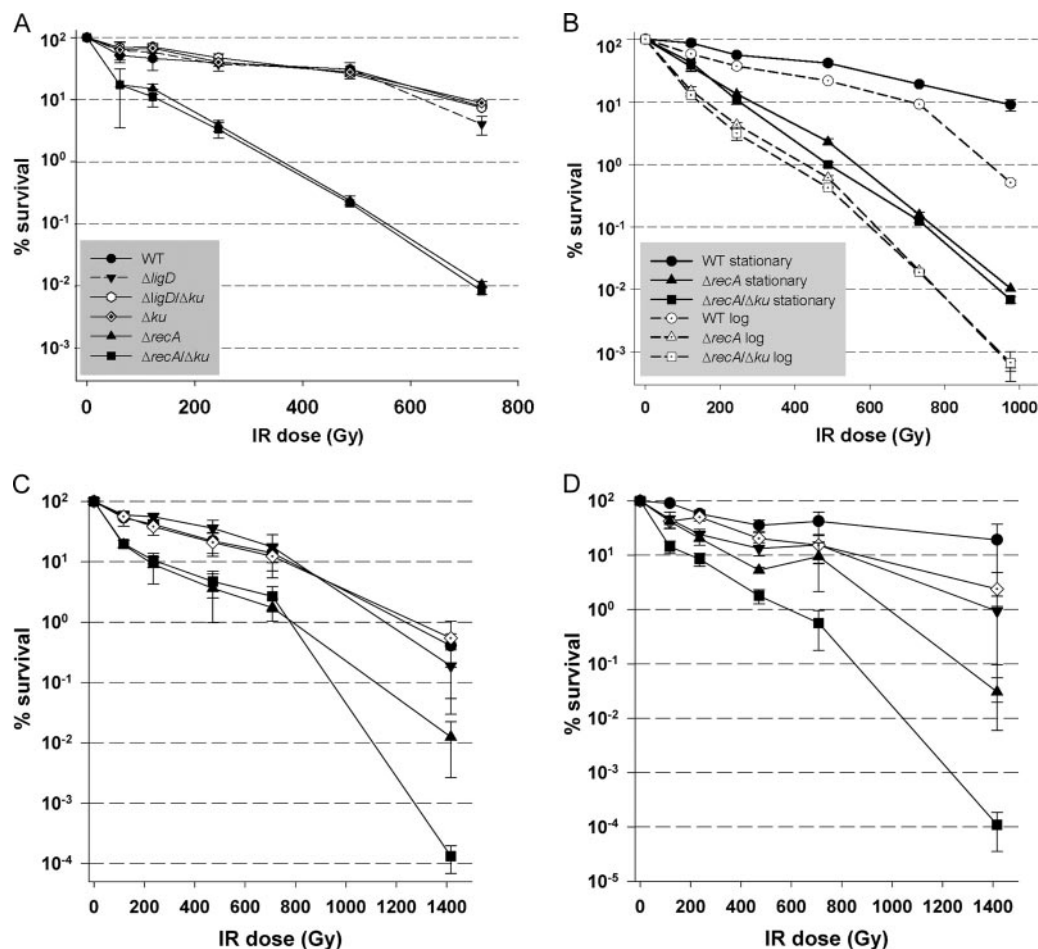 A
% survival
10²
10¹
10⁰
10⁻¹
10⁻²
10⁻³
WT
ΔligD
ΔligD/Δku
Δku
ΔrecA
ΔrecA/Δku
0 200 400 600 800
IR dose (Gy)
B
% survival
10²
10¹
10⁰
10⁻¹
10⁻²
10⁻³
WT stationary
ΔrecA stationary
ΔrecA/Δku stationary
WT log
ΔrecA log
ΔrecA/Δku log
0 200 400 600 800 1000
IR dose (Gy)
C
% survival
10²
10¹
10⁰
10⁻¹
10⁻²
10⁻³
10⁻⁴
0 200 400 600 800 1000 1200 1400
IR dose (Gy)
D
% survival
10²
10¹
10⁰
10⁻¹
10⁻²
10⁻³
10⁻⁴
10⁻⁵
0 200 400 600 800 1000 1200 1400
IR dose (Gy)